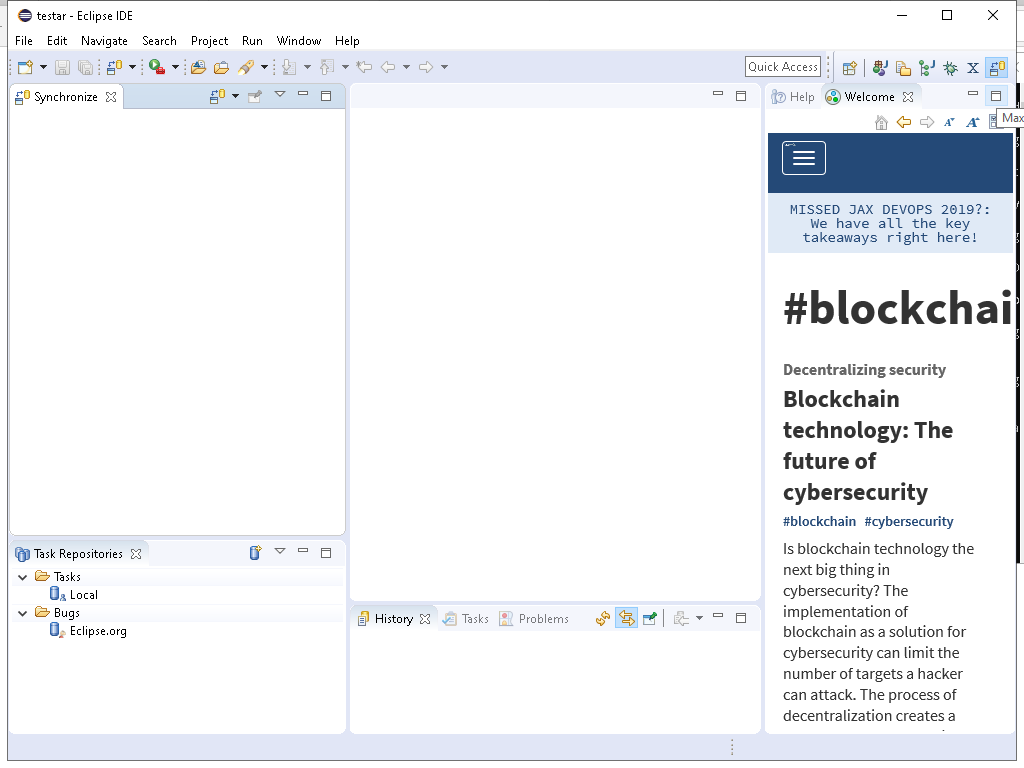 testar - Eclipse IDE
File Edit Navigate Search Project Run Window Help
Quick Access
Synchronize
Help Welcome
Max
MISSED JAX DEVOPS 2019?:
We have all the key
takeaways right here!
#blockchai
Decentralizing security
Blockchain
technology: The
future of
cybersecurity
#blockchain #cybersecurity
Is blockchain technology the
next big thing in
cybersecurity? The
implementation of
blockchain as a solution for
cybersecurity can limit the
number of targets a hacker
can attack. The process of
decentralization creates a
Task Repositories
Tasks
Local
Bugs
Eclipse.org
History Tasks Problems